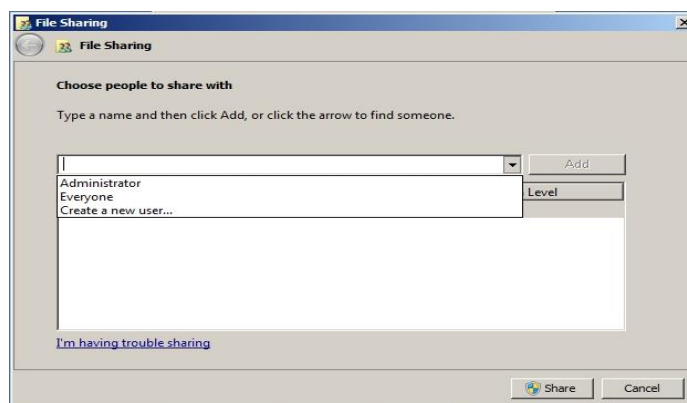 File Sharing
File Sharing
Choose people to share with
Type a name and then click Add, or click the arrow to find someone.
Add
Administrator
Everyone
Create a new user...
Level
I'm having trouble sharing
Share
Cancel